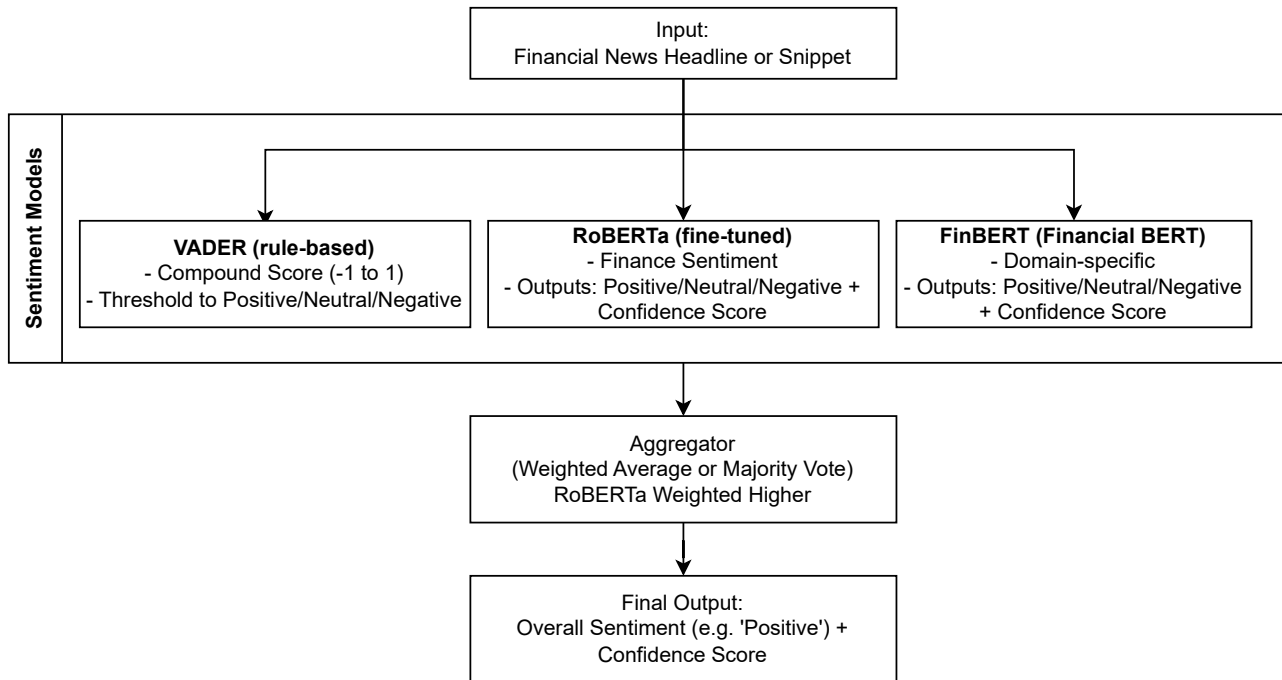 Input:
Financial News Headline or Snippet
Sentiment Models
VADER (rule-based)
- Compound Score (-1 to 1)
- Threshold to Positive/Neutral/Negative
RoBERTa (fine-tuned)
- Finance Sentiment
- Outputs: Positive/Neutral/Negative +
Confidence Score
FinBERT (Financial BERT)
- Domain-specific
- Outputs: Positive/Neutral/Negative
+ Confidence Score
Aggregator
(Weighted Average or Majority Vote)
RoBERTa Weighted Higher
Final Output:
Overall Sentiment (e.g. 'Positive') +
Confidence Score